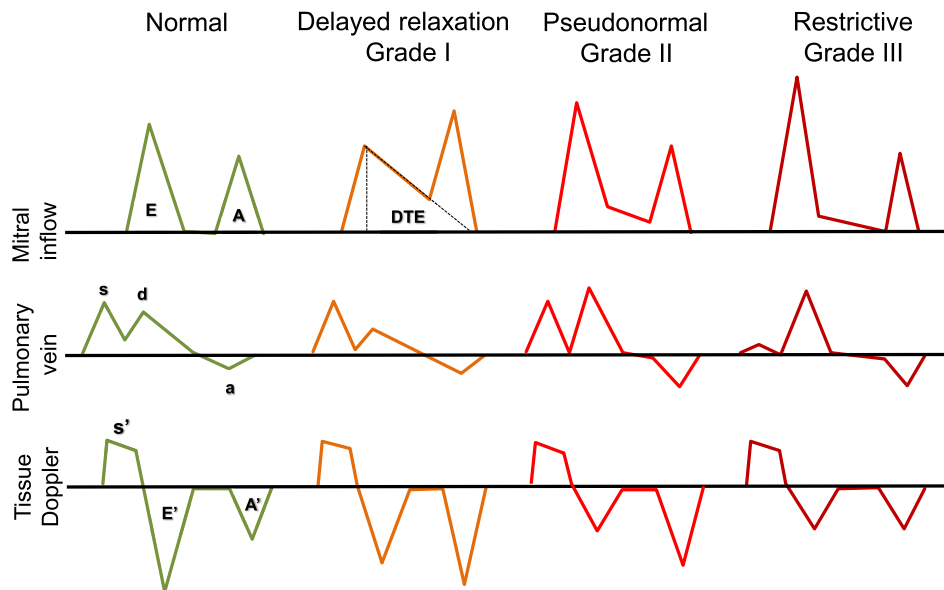 Normal
Delayed relaxation
Grade I
Pseudonormal
Grade II
Restrictive
Grade III
Mitral
inflow
E
A
DTE
Pulmonary
vein
s
d
a
Tissue
Doppler
s’
E’
A’